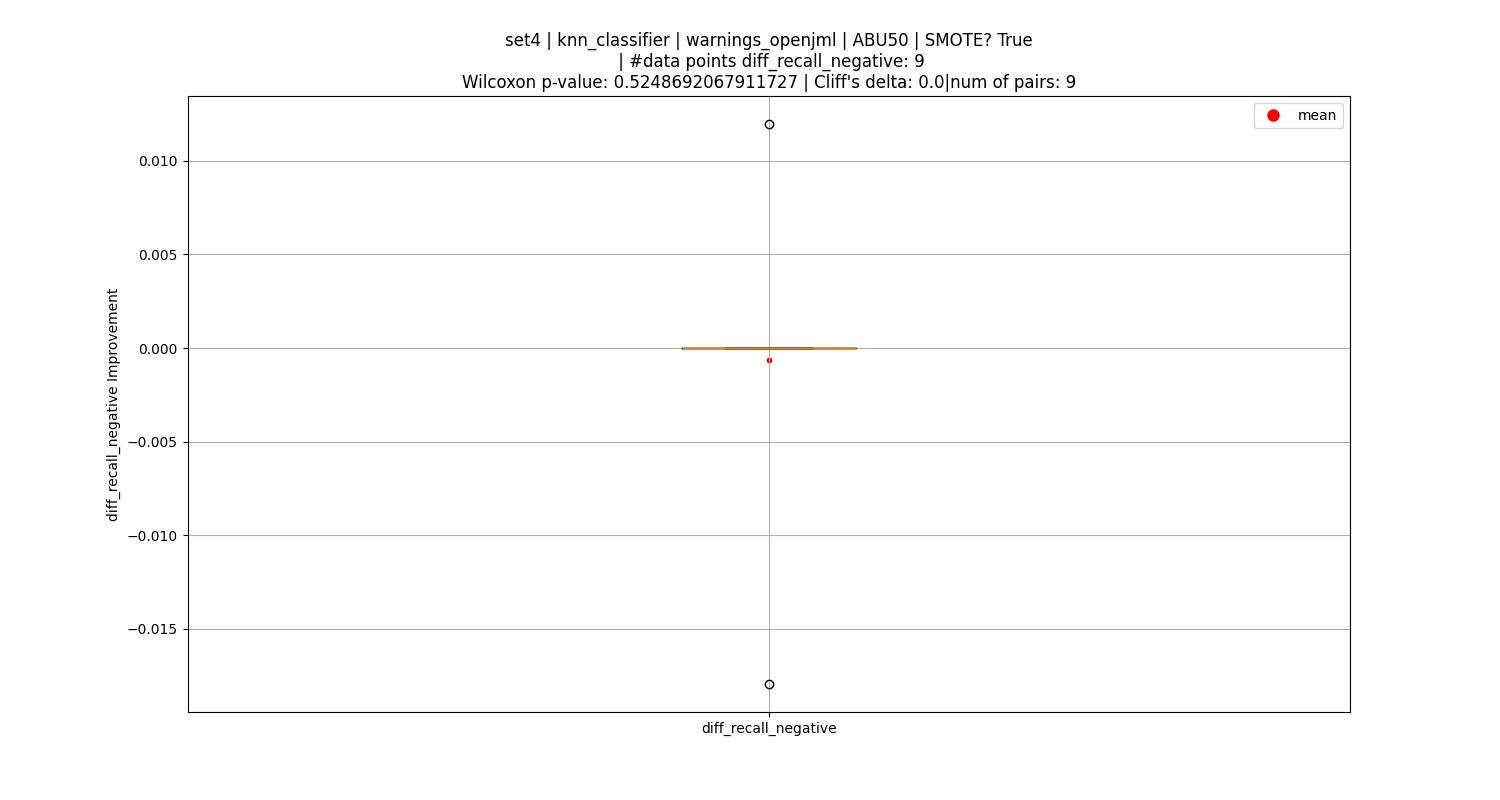 set4 | knn_classifier | warnings_openjml | ABU50 | SMOTE? True
| #data points diff_recall_negative: 9
Wilcoxon p-value: 0.5248692067911727 | Cliff's delta: 0.0|num of pairs: 9
mean
0.010
0.005
0.000
−0.005
−0.010
−0.015
diff_recall_negative Improvement
diff_recall_negative